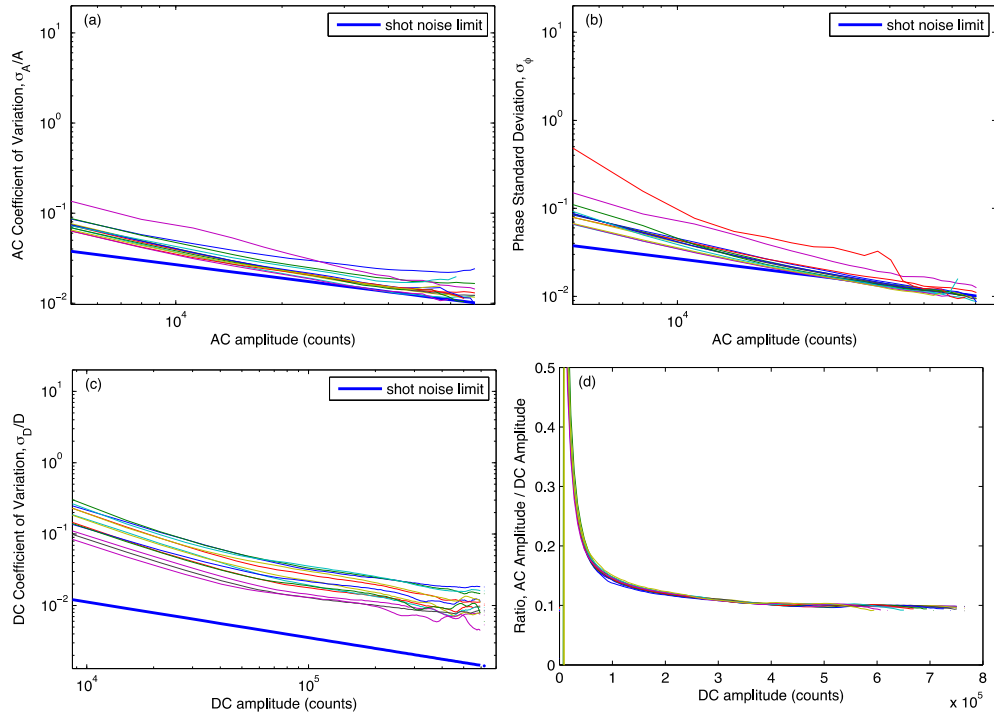 (a)
shot noise limit
10^1
10^0
10^-1
10^-2
AC Coefficient of Variation, σ_A/A
10^4
AC amplitude (counts)
(b)
shot noise limit
10^1
10^0
10^-1
10^-2
Phase Standard Deviation, σ_ϕ
10^4
AC amplitude (counts)
(c)
shot noise limit
10^1
10^0
10^-1
10^-2
DC Coefficient of Variation, σ_D/D
10^4
10^5
DC amplitude (counts)
(d)
0.5
0.4
0.3
0.2
0.1
0
Ratio, AC Amplitude / DC Amplitude
0 1 2 3 4 5 6 7 8
x 10^5
DC amplitude (counts)